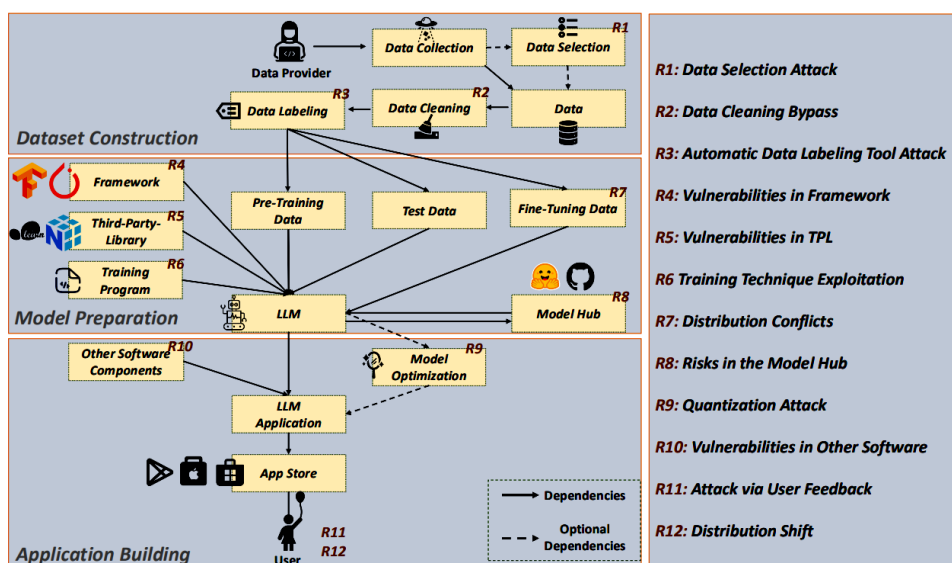 R1
Data Collection
Data Selection
Data Provider
R3
R2
Data Labeling
Data Cleaning
Data
Dataset Construction
R4
Framework
R7
Pre-Training
Data
Test Data
Fine-Tuning Data
R5
learn
N
Third-Party-
Library
R6
Training
Program
R8
LLM
Model Hub
Model Preparation
R10
Other Software
Components
R9
Model
Optimization
LLM
Application
App Store
Dependencies
Optional
Dependencies
R11
R12
User
Application Building
R1: Data Selection Attack
R2: Data Cleaning Bypass
R3: Automatic Data Labeling Tool Attack
R4: Vulnerabilities in Framework
R5: Vulnerabilities in TPL
R6 Training Technique Exploitation
R7: Distribution Conflicts
R8: Risks in the Model Hub
R9: Quantization Attack
R10: Vulnerabilities in Other Software
R11: Attack via User Feedback
R12: Distribution Shift